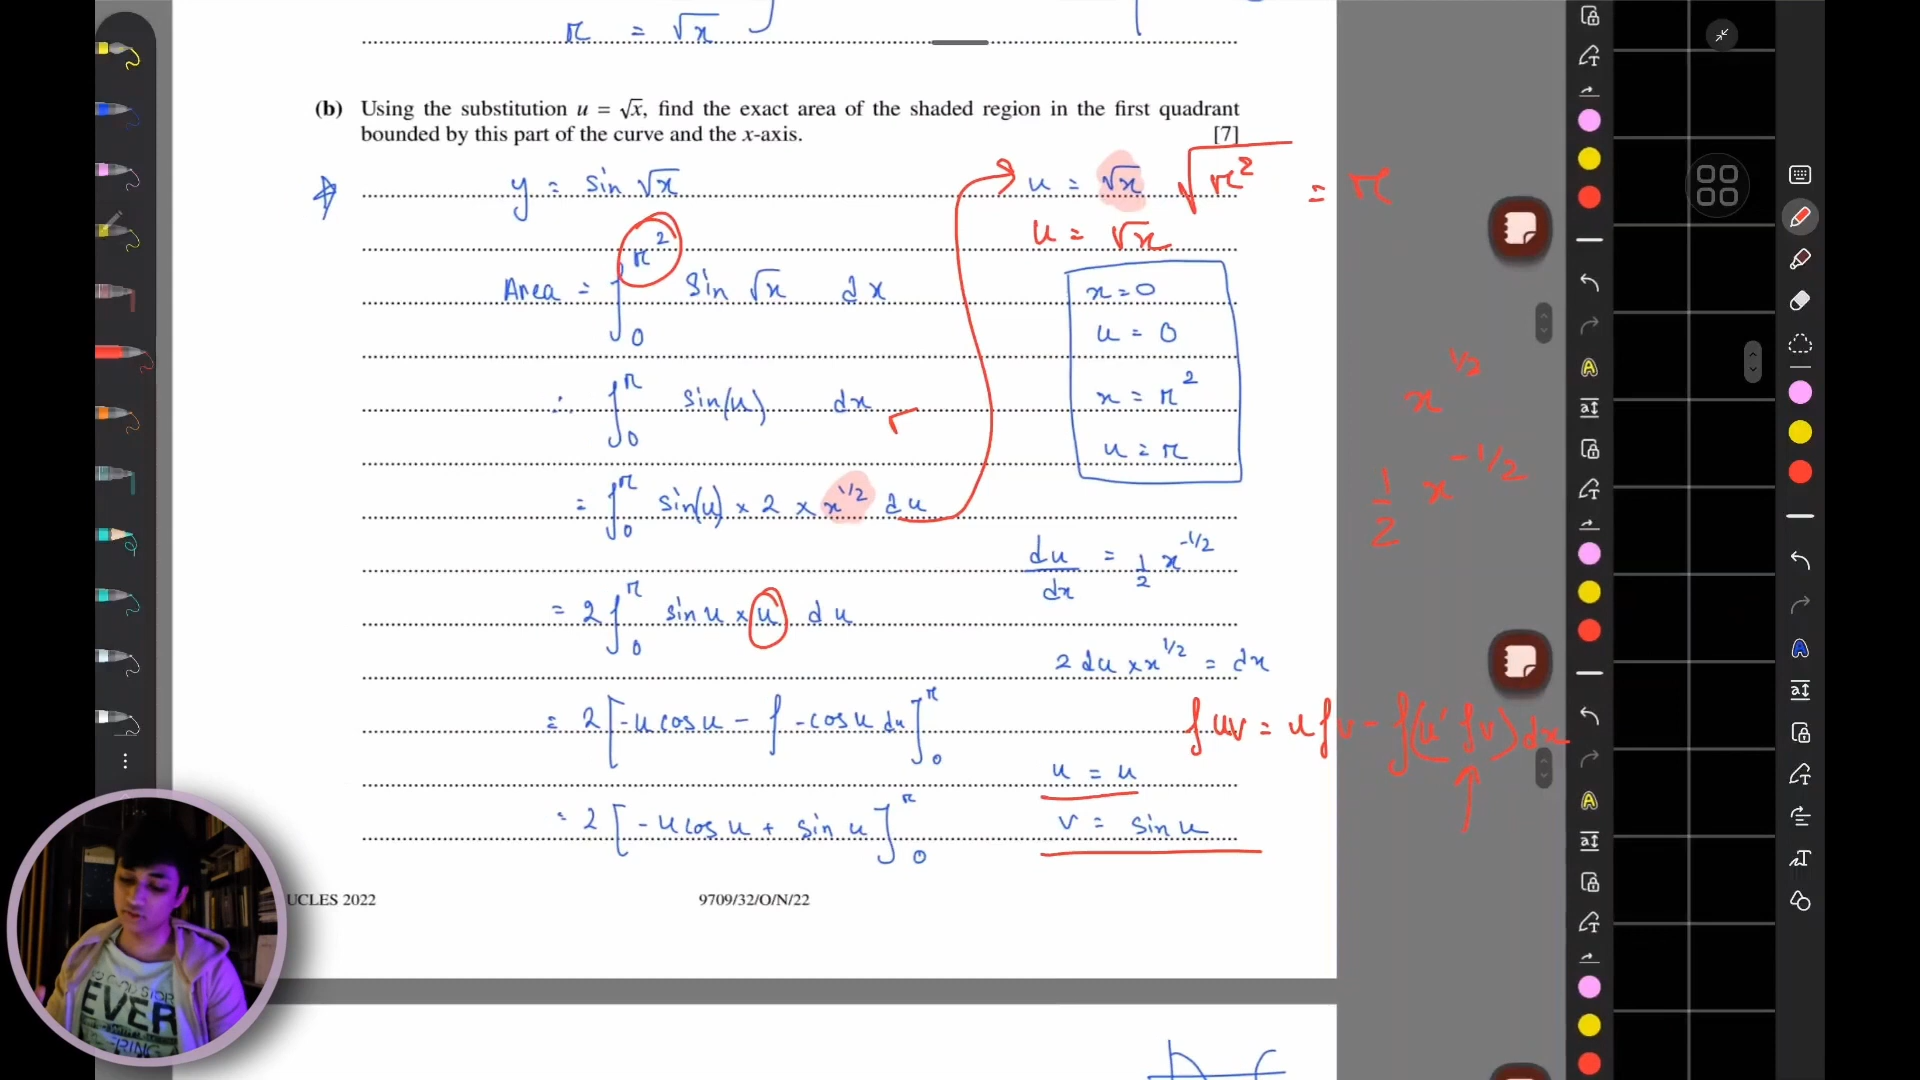 π = √x
(b) Using the substitution u = √x, find the exact area of the shaded region in the first quadrant
bounded by this part of the curve and the x-axis. [7]
y = sin √x
u = √x √π² = π
u = √x
Area = ∫₀^π² sin √x dx
x = 0
u = 0
x = π²
u = π
∴ ∫₀^π sin(u) dx
x^1/2
1/2 x^-1/2
= ∫₀^π sin(u) × 2 × x^1/2 du
du/dx = 1/2 x^-1/2
= 2∫₀^π sin u × u du
2 du × x^1/2 = dx
= 2[-u cos u - ∫ -cos u du]₀^π
∫uv = u∫v - ∫(u' ∫v) dx
u = u
= 2[-u cos u + sin u]₀^π
v = sin u
UCLES 2022 9709/32/O/N/22
EVER